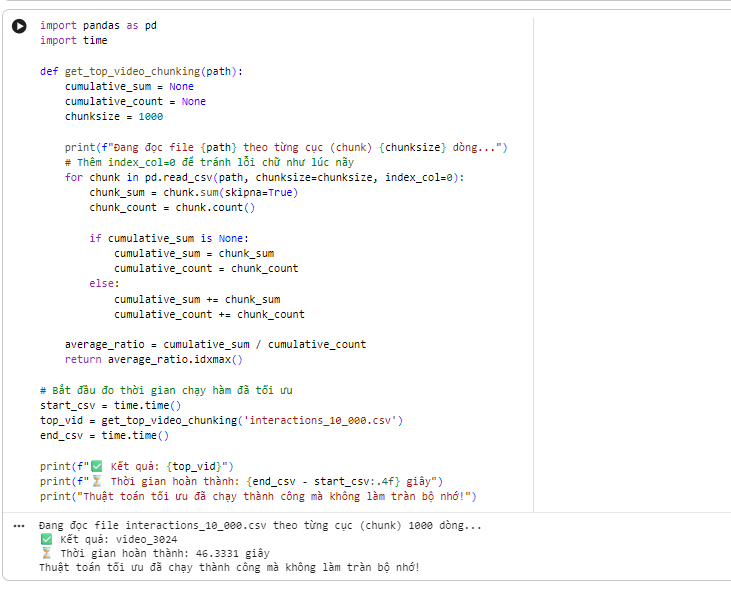 import pandas as pd
import time
def get_top_video_chunking(path):
    cumulative_sum = None
    cumulative_count = None
    chunksize = 1000
    print(f"Đang đọc file {path} theo từng cục (chunk) {chunksize} dòng...")
    # Thêm index_col=0 để tránh lỗi chữ như lúc nãy
    for chunk in pd.read_csv(path, chunksize=chunksize, index_col=0):
        chunk_sum = chunk.sum(skipna=True)
        chunk_count = chunk.count()
        if cumulative_sum is None:
            cumulative_sum = chunk_sum
            cumulative_count = chunk_count
        else:
            cumulative_sum += chunk_sum
            cumulative_count += chunk_count
    average_ratio = cumulative_sum / cumulative_count
    return average_ratio.idxmax()
# Bắt đầu đo thời gian chạy hàm đã tối ưu
start_csv = time.time()
top_vid = get_top_video_chunking('interactions_10_000.csv')
end_csv = time.time()
print(f"✅ Kết quả: {top_vid}")
print(f"⏳ Thời gian hoàn thành: {end_csv - start_csv:.4f} giây")
print("Thuật toán tối ưu đã chạy thành công mà không làm tràn bộ nhớ!")
Đang đọc file interactions_10_000.csv theo từng cục (chunk) 1000 dòng...
✅ Kết quả: video_3024
⏳ Thời gian hoàn thành: 46.3331 giây
Thuật toán tối ưu đã chạy thành công mà không làm tràn bộ nhớ!